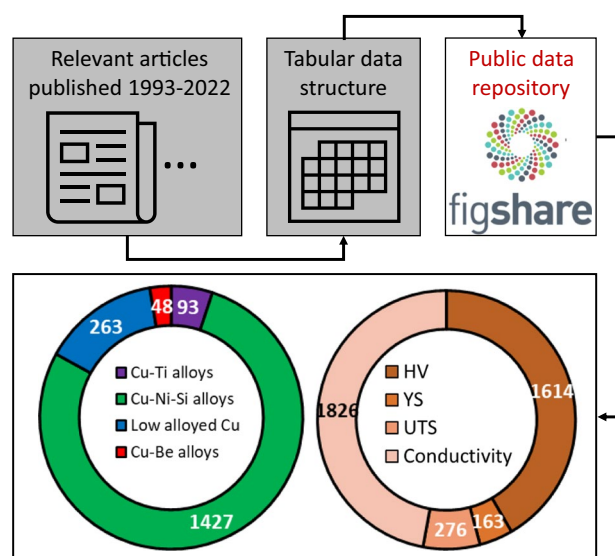 Relevant articles
published 1993-2022
...
Tabular data
structure
Public data
repository
figshare
48
93
263
1427
Cu-Ti alloys
Cu-Ni-Si alloys
Low alloyed Cu
Cu-Be alloys
1614
1826
276
163
HV
YS
UTS
Conductivity